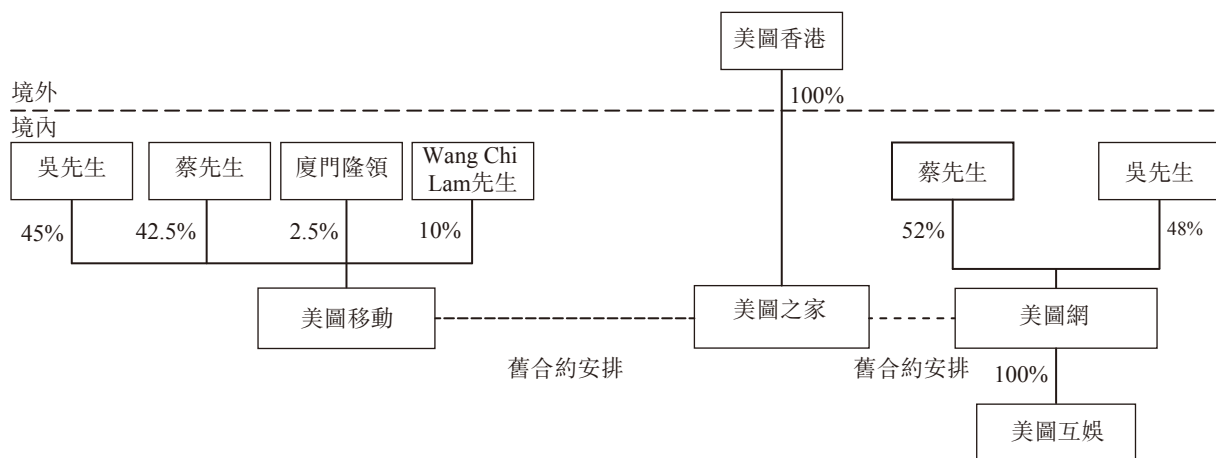 美圖香港
境外
100%
境內
吳先生
蔡先生
廈門隆領
Wang Chi
Lam先生
蔡先生
吳先生
45%
42.5%
2.5%
10%
52%
48%
美圖移動
美圖之家
美圖網
舊合約安排
舊合約安排
100%
美圖互娛